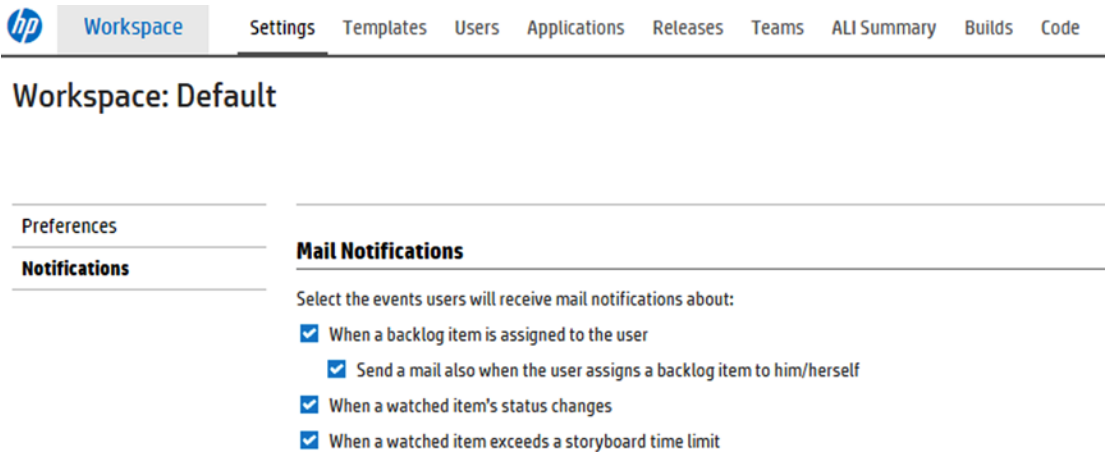 hp Workspace Settings Templates Users Applications Releases Teams ALI Summary Builds Code
Workspace: Default
Preferences
Notifications
Mail Notifications
Select the events users will receive mail notifications about:
When a backlog item is assigned to the user
Send a mail also when the user assigns a backlog item to him/herself
When a watched item's status changes
When a watched item exceeds a storyboard time limit